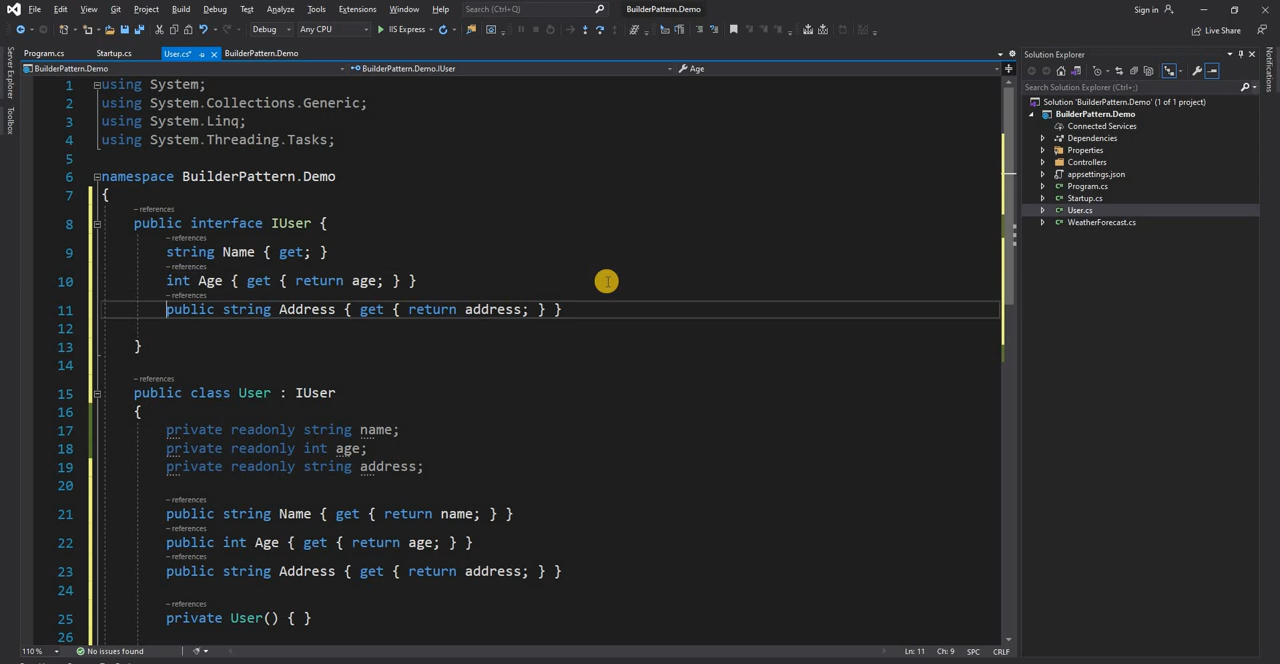 File Edit View Git Project Build Debug Test Analyze Tools Extensions Window Help Search (Ctrl+Q) BuilderPattern.Demo Sign in
Debug Any CPU IIS Express Live Share
Program.cs Startup.cs User.cs* BuilderPattern.Demo
BuilderPattern.Demo BuilderPattern.Demo.IUser Age
Server Explorer
Toolbox
1 using System;
2 using System.Collections.Generic;
3 using System.Linq;
4 using System.Threading.Tasks;
5
6 namespace BuilderPattern.Demo
7 {
– references
8 public interface IUser {
– references
9 string Name { get; }
– references
10 int Age { get { return age; } }
– references
11 public string Address { get { return address; } }
12
13 }
14
– references
15 public class User : IUser
16 {
17 private readonly string name;
18 private readonly int age;
19 private readonly string address;
20
– references
21 public string Name { get { return name; } }
– references
22 public int Age { get { return age; } }
– references
23 public string Address { get { return address; } }
24
– references
25 private User() { }
26
110 % No issues found Ln: 11 Ch: 9 SPC CRLF
Solution Explorer
Search Solution Explorer (Ctrl+;)
Solution 'BuilderPattern.Demo' (1 of 1 project)
BuilderPattern.Demo
Connected Services
Dependencies
Properties
Controllers
appsettings.json
Program.cs
Startup.cs
User.cs
WeatherForecast.cs
Notifications